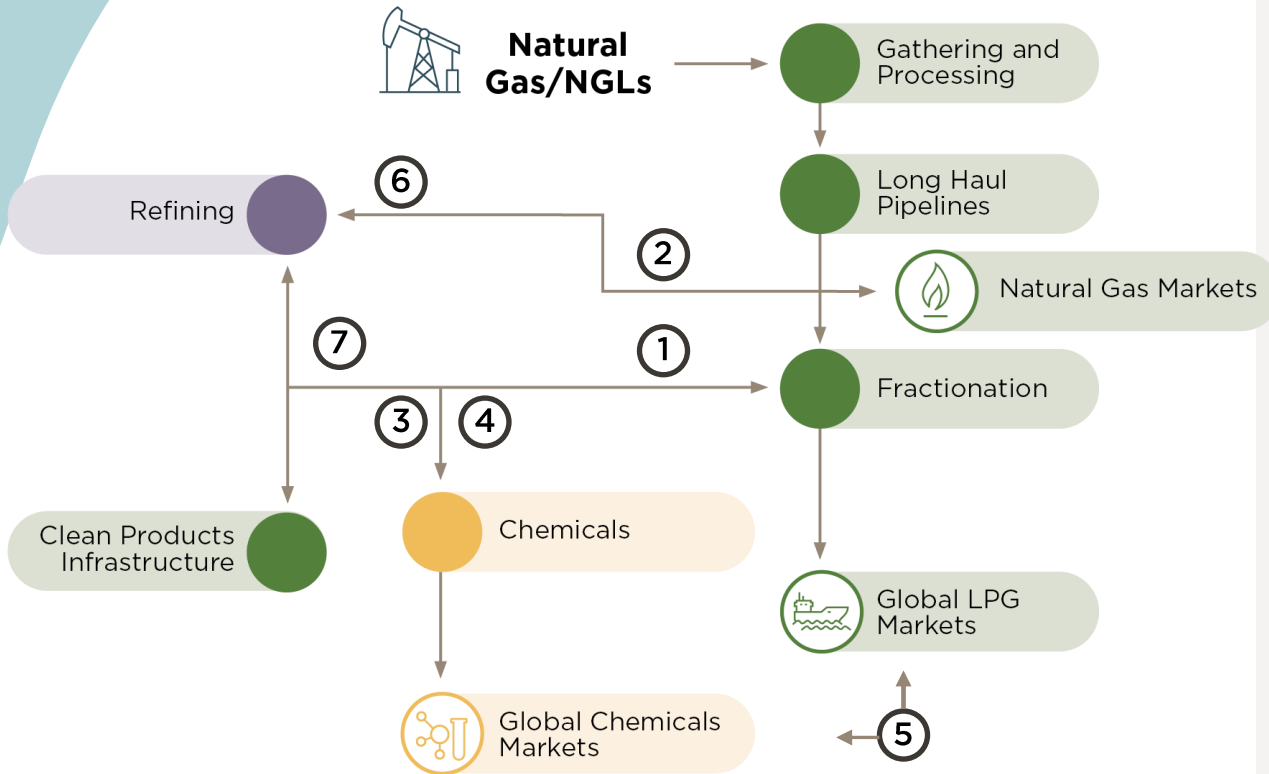 Natural
Gas/NGLs
Gathering and
Processing
Long Haul
Pipelines
6
Refining
2
Natural Gas Markets
7
1
Fractionation
3
4
Clean Products
Infrastructure
Chemicals
Global LPG
Markets
Global Chemicals
Markets
5